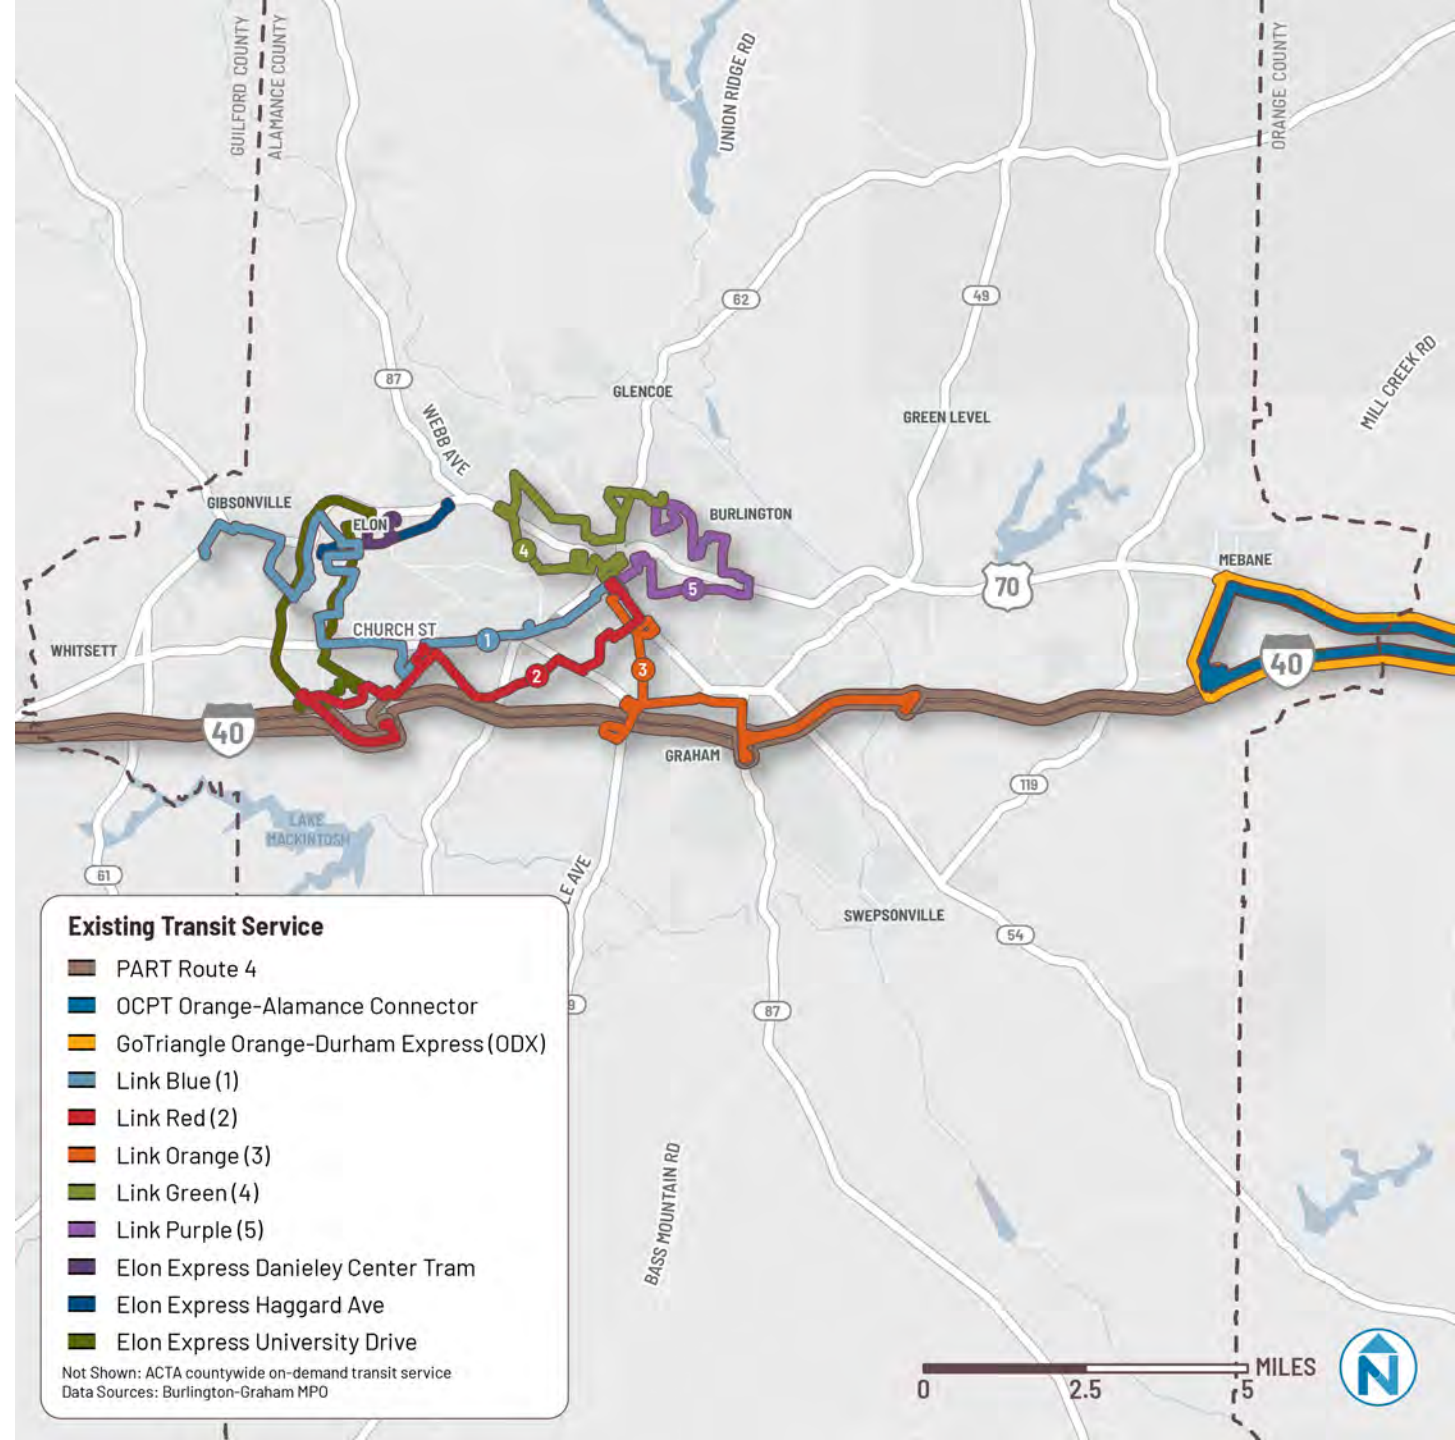 GUILFORD COUNTY
ALAMANCE COUNTY
UNION RIDGE RD
ORANGE COUNTY
62
49
87
GLENCOE
MILL CREEK RD
WEBB AVE
GREEN LEVEL
GIBSONVILLE
ELON
BURLINGTON
4
MEBANE
70
5
CHURCH ST
1
WHITSETT
2
3
40
40
GRAHAM
119
LAKE
MACKINTOSH
61
LE AVE
SWEPSONVILLE
54
9
87
BASS MOUNTAIN RD
Existing Transit Service
PART Route 4
OCPT Orange-Alamance Connector
GoTriangle Orange-Durham Express (ODX)
Link Blue (1)
Link Red (2)
Link Orange (3)
Link Green (4)
Link Purple (5)
Elon Express Danieley Center Tram
Elon Express Haggard Ave
Elon Express University Drive
Not Shown: ACTA countywide on-demand transit service
Data Sources: Burlington-Graham MPO
MILES
0 2.5 5
N